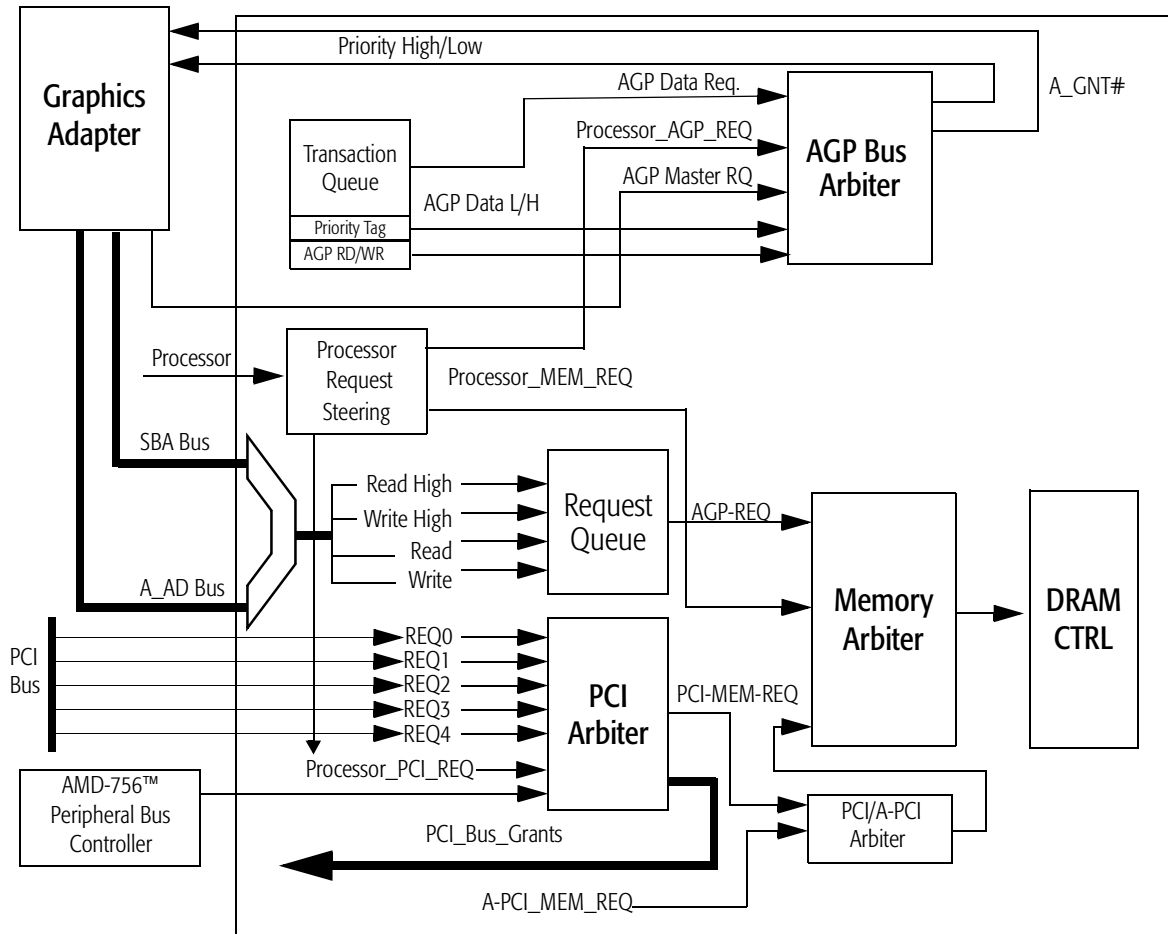 Priority High/Low
Graphics
Adapter
A_GNT#
AGP Data Req.
Transaction
Queue
Processor_AGP_REQ
AGP Bus
Arbiter
AGP Master RQ
AGP Data L/H
Priority Tag
AGP RD/WR
Processor
Processor
Request
Steering
Processor_MEM_REQ
SBA Bus
Read High
Write High
Read
Write
Request
Queue
AGP-REQ
A_AD Bus
Memory
Arbiter
DRAM
CTRL
PCI
Bus
REQ0
REQ1
REQ2
REQ3
REQ4
PCI
Arbiter
PCI-MEM-REQ
Processor_PCI_REQ
AMD-756™
Peripheral Bus
Controller
PCI/A-PCI
Arbiter
PCI_Bus_Grants
A-PCI_MEM_REQ